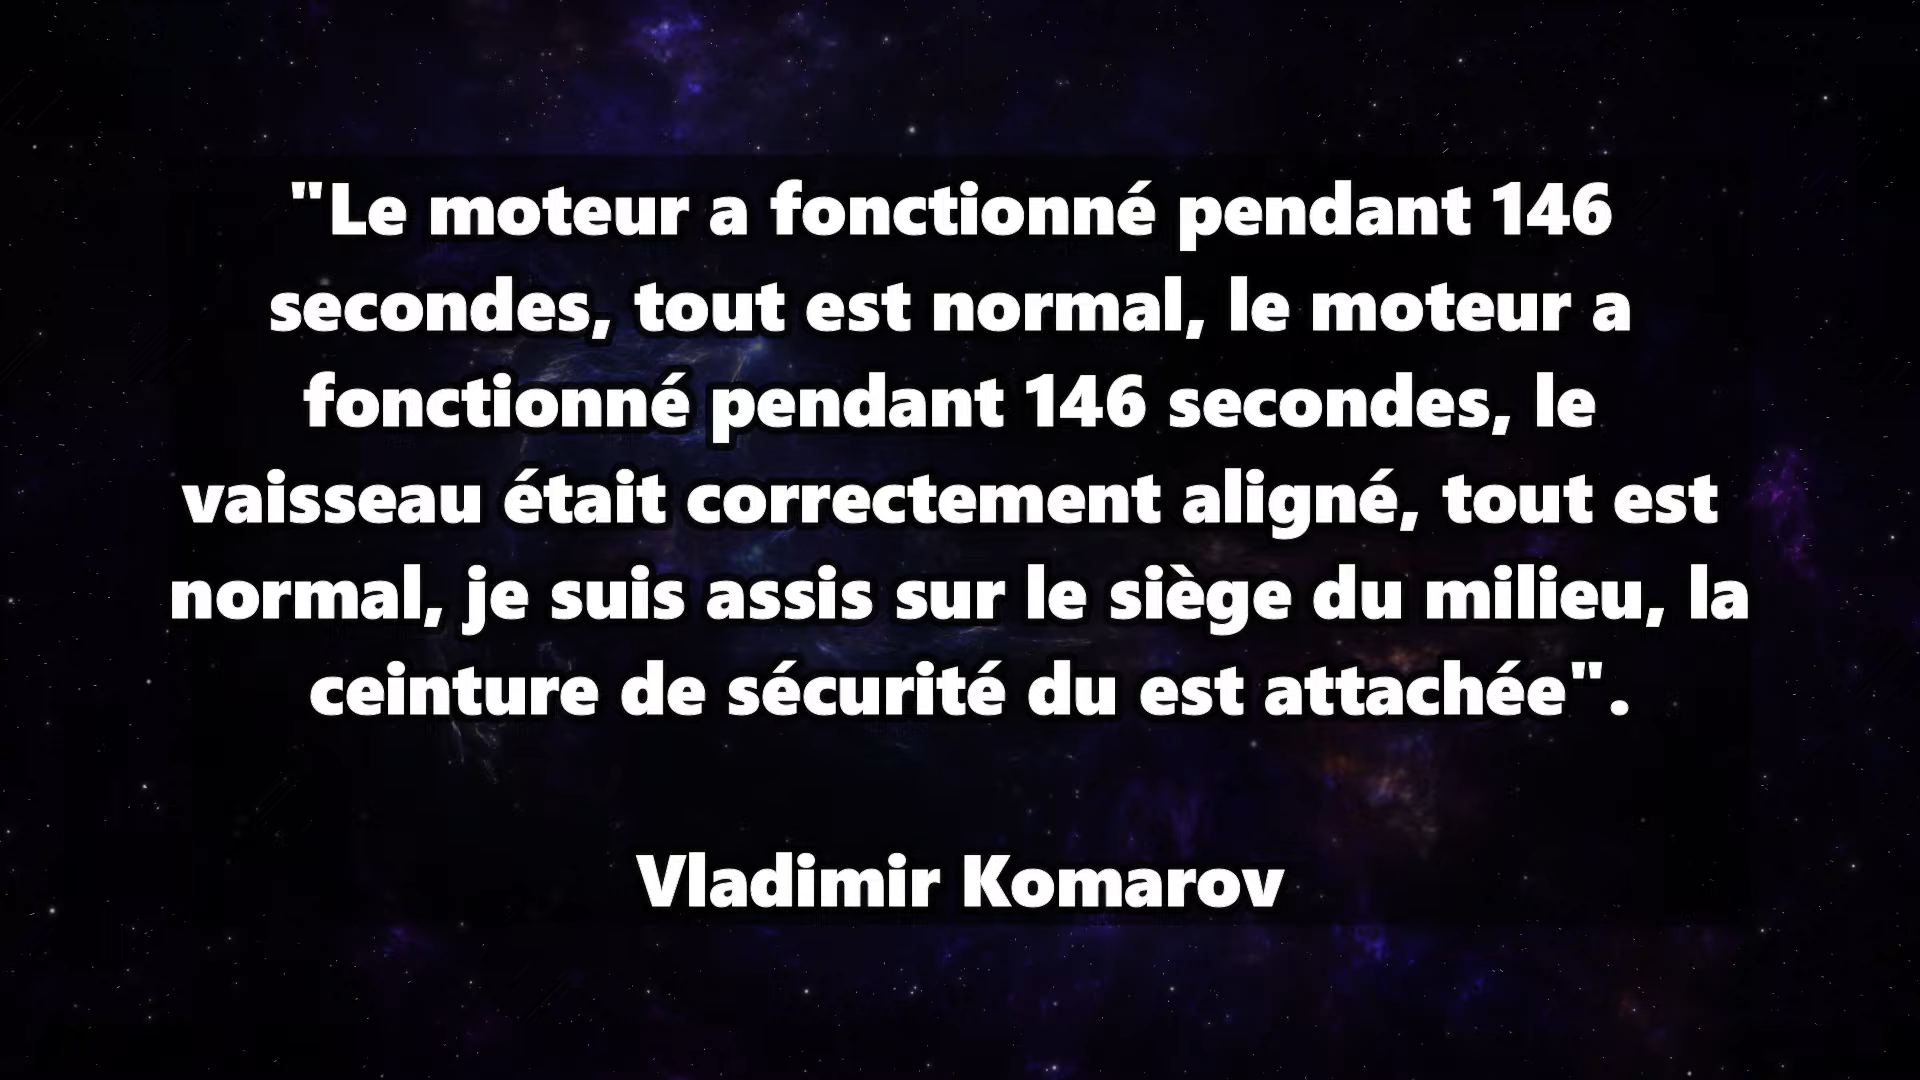 "Le moteur a fonctionné pendant 146
secondes, tout est normal, le moteur a
fonctionné pendant 146 secondes, le
vaisseau était correctement aligné, tout est
normal, je suis assis sur le siège du milieu, la
ceinture de sécurité du est attachée".
Vladimir Komarov